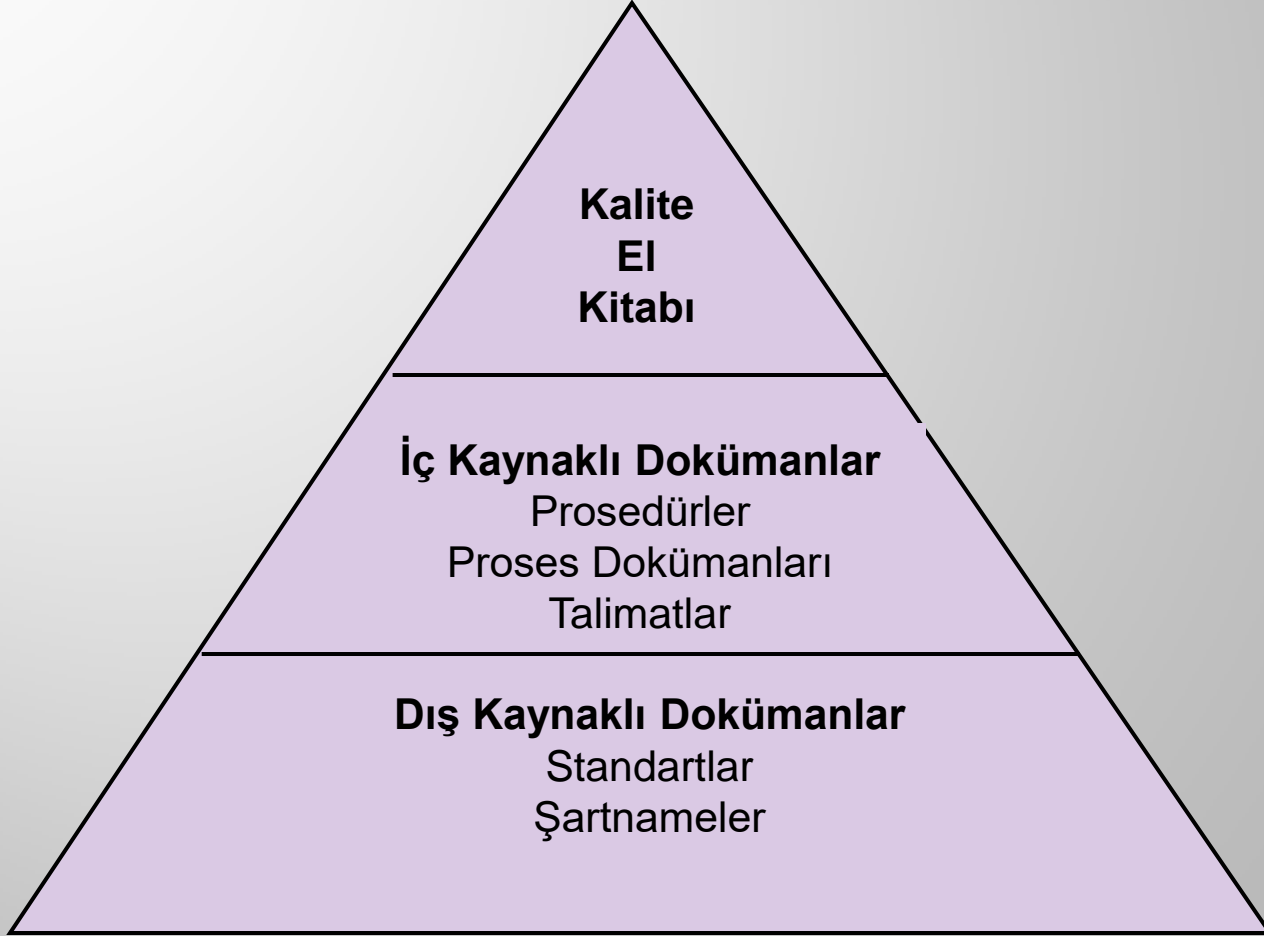 Kalite
El
Kitabı
İç Kaynaklı Dokümanlar
Prosedürler
Proses Dokümanları
Talimatlar
Dış Kaynaklı Dokümanlar
Standartlar
Şartnameler